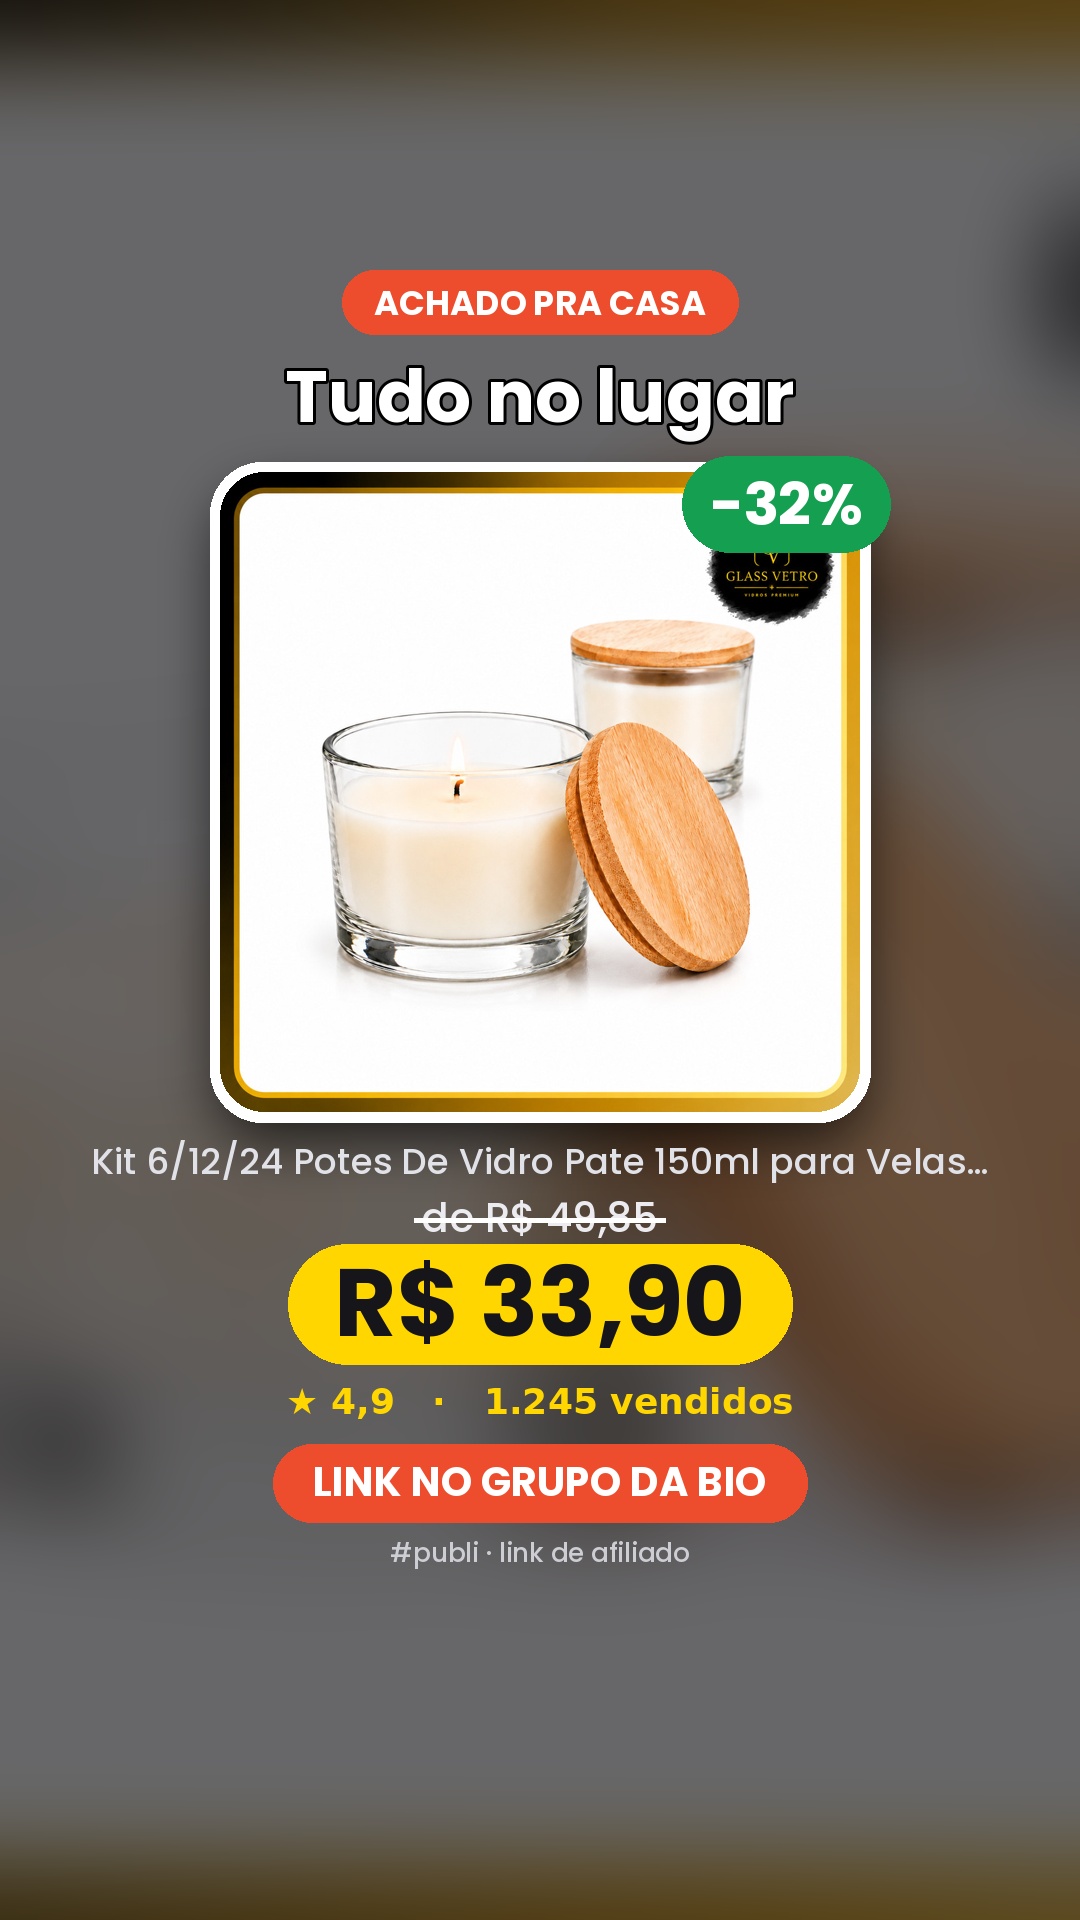 ACHADO PRA CASA
Tudo no lugar
-32%
V
GLASS VETRO
VIDROS PREMIUM
Kit 6/12/24 Potes De Vidro Pate 150ml para Velas...
de R$ 49,85
R$ 33,90
★ 4,9 · 1.245 vendidos
LINK NO GRUPO DA BIO
#publi · link de afiliado